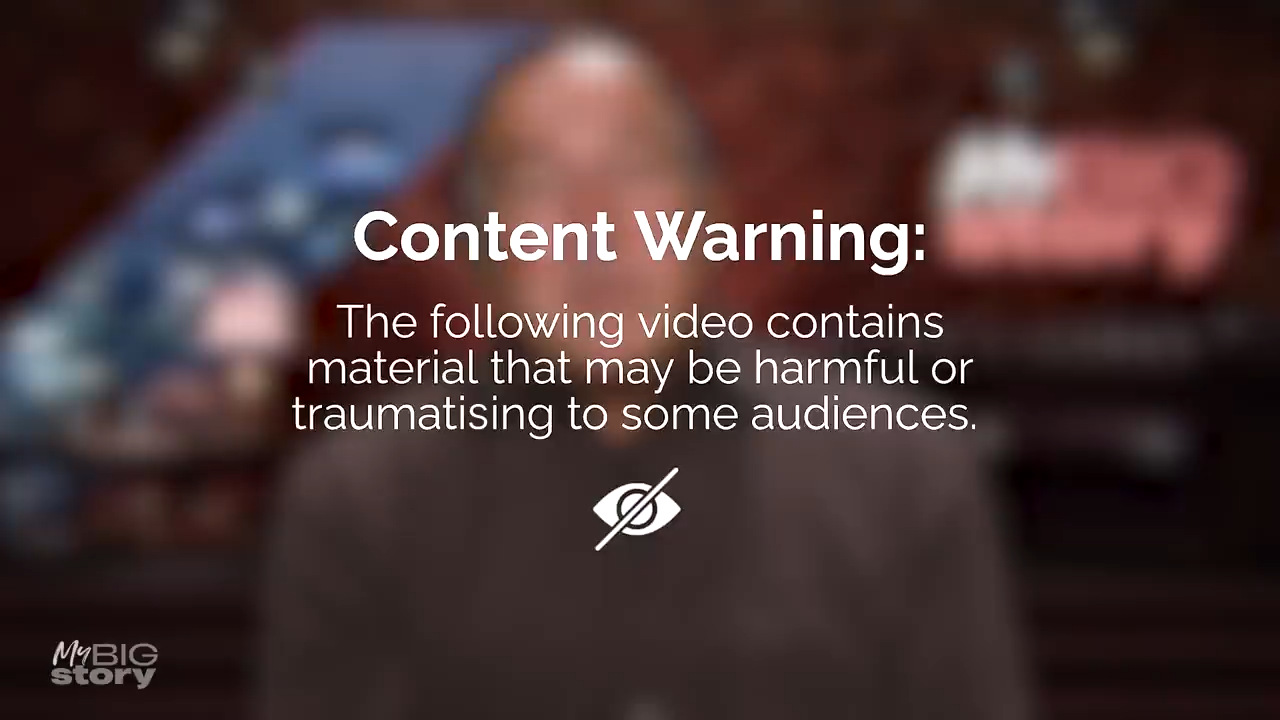 Content Warning:
The following video contains
material that may be harmful or
traumatising to some audiences.
My BIG
story